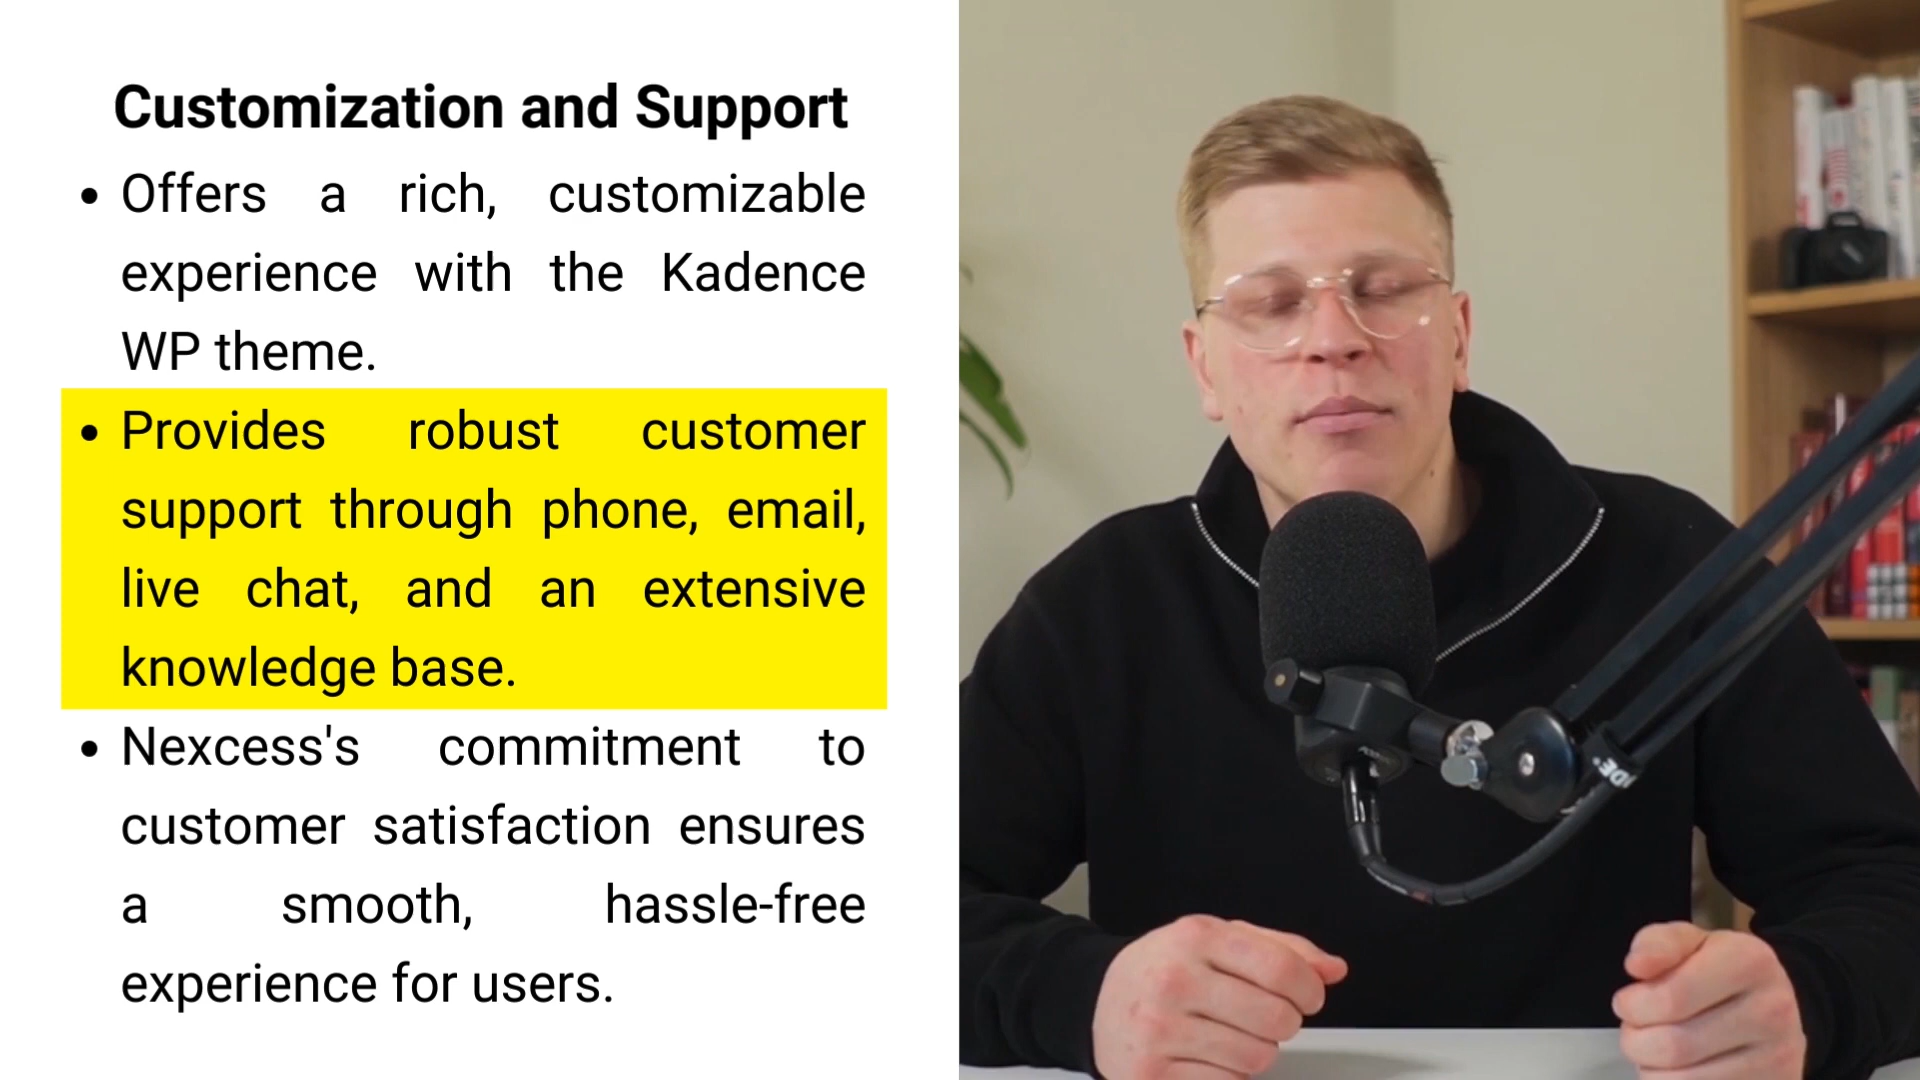 Customization and Support
• Offers a rich, customizable
experience with the Kadence
WP theme.
• Provides robust customer
support through phone, email,
live chat, and an extensive
knowledge base.
• Nexcess's commitment to
customer satisfaction ensures
a smooth, hassle-free
experience for users.